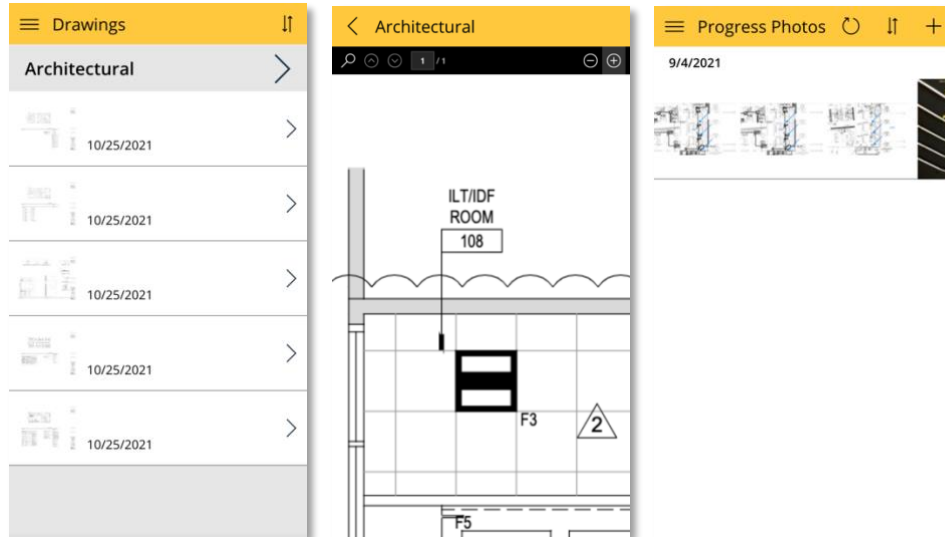 Drawings
Architectural
10/25/2021
10/25/2021
10/25/2021
10/25/2021
10/25/2021
Architectural
1 /1
ILT/IDF
ROOM
108
F3
2
F5
Progress Photos
9/4/2021